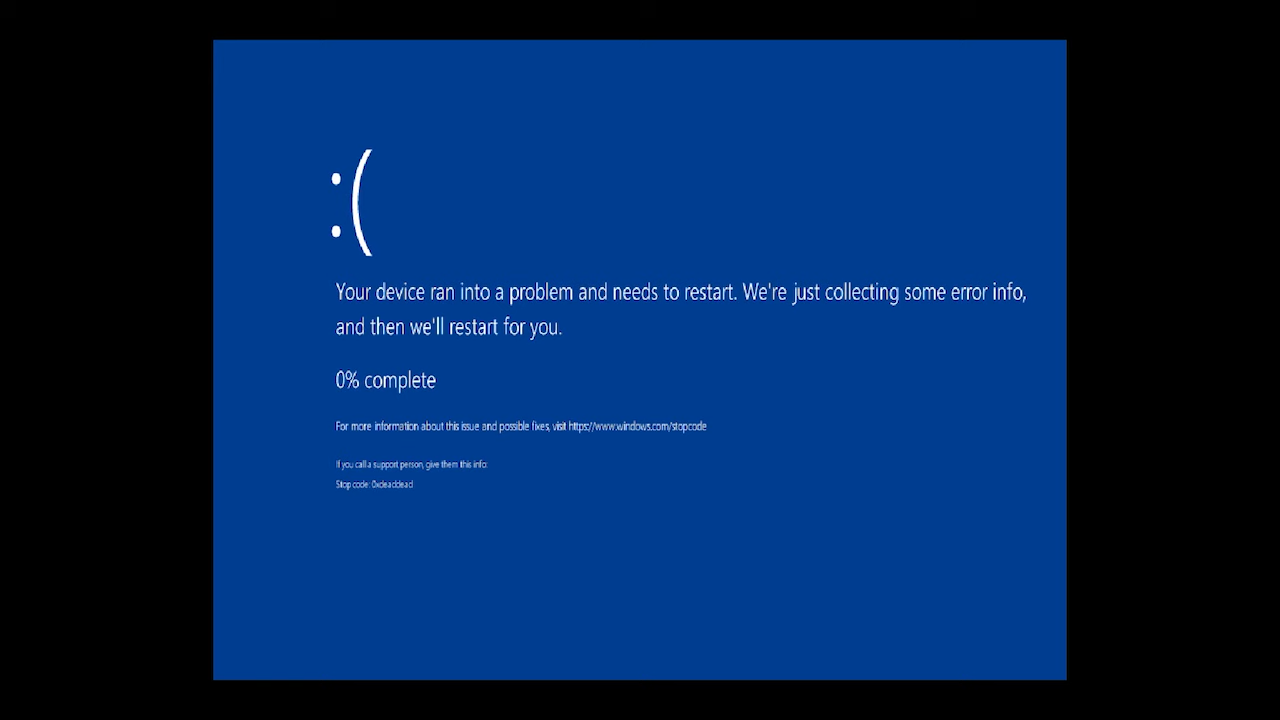 :(
Your device ran into a problem and needs to restart. We're just collecting some error info,
and then we'll restart for you.
0% complete
For more information about this issue and possible fixes, visit https://www.windows.com/stopcode
If you call a support person, give them this info:
Stop code: 0xdeaddead